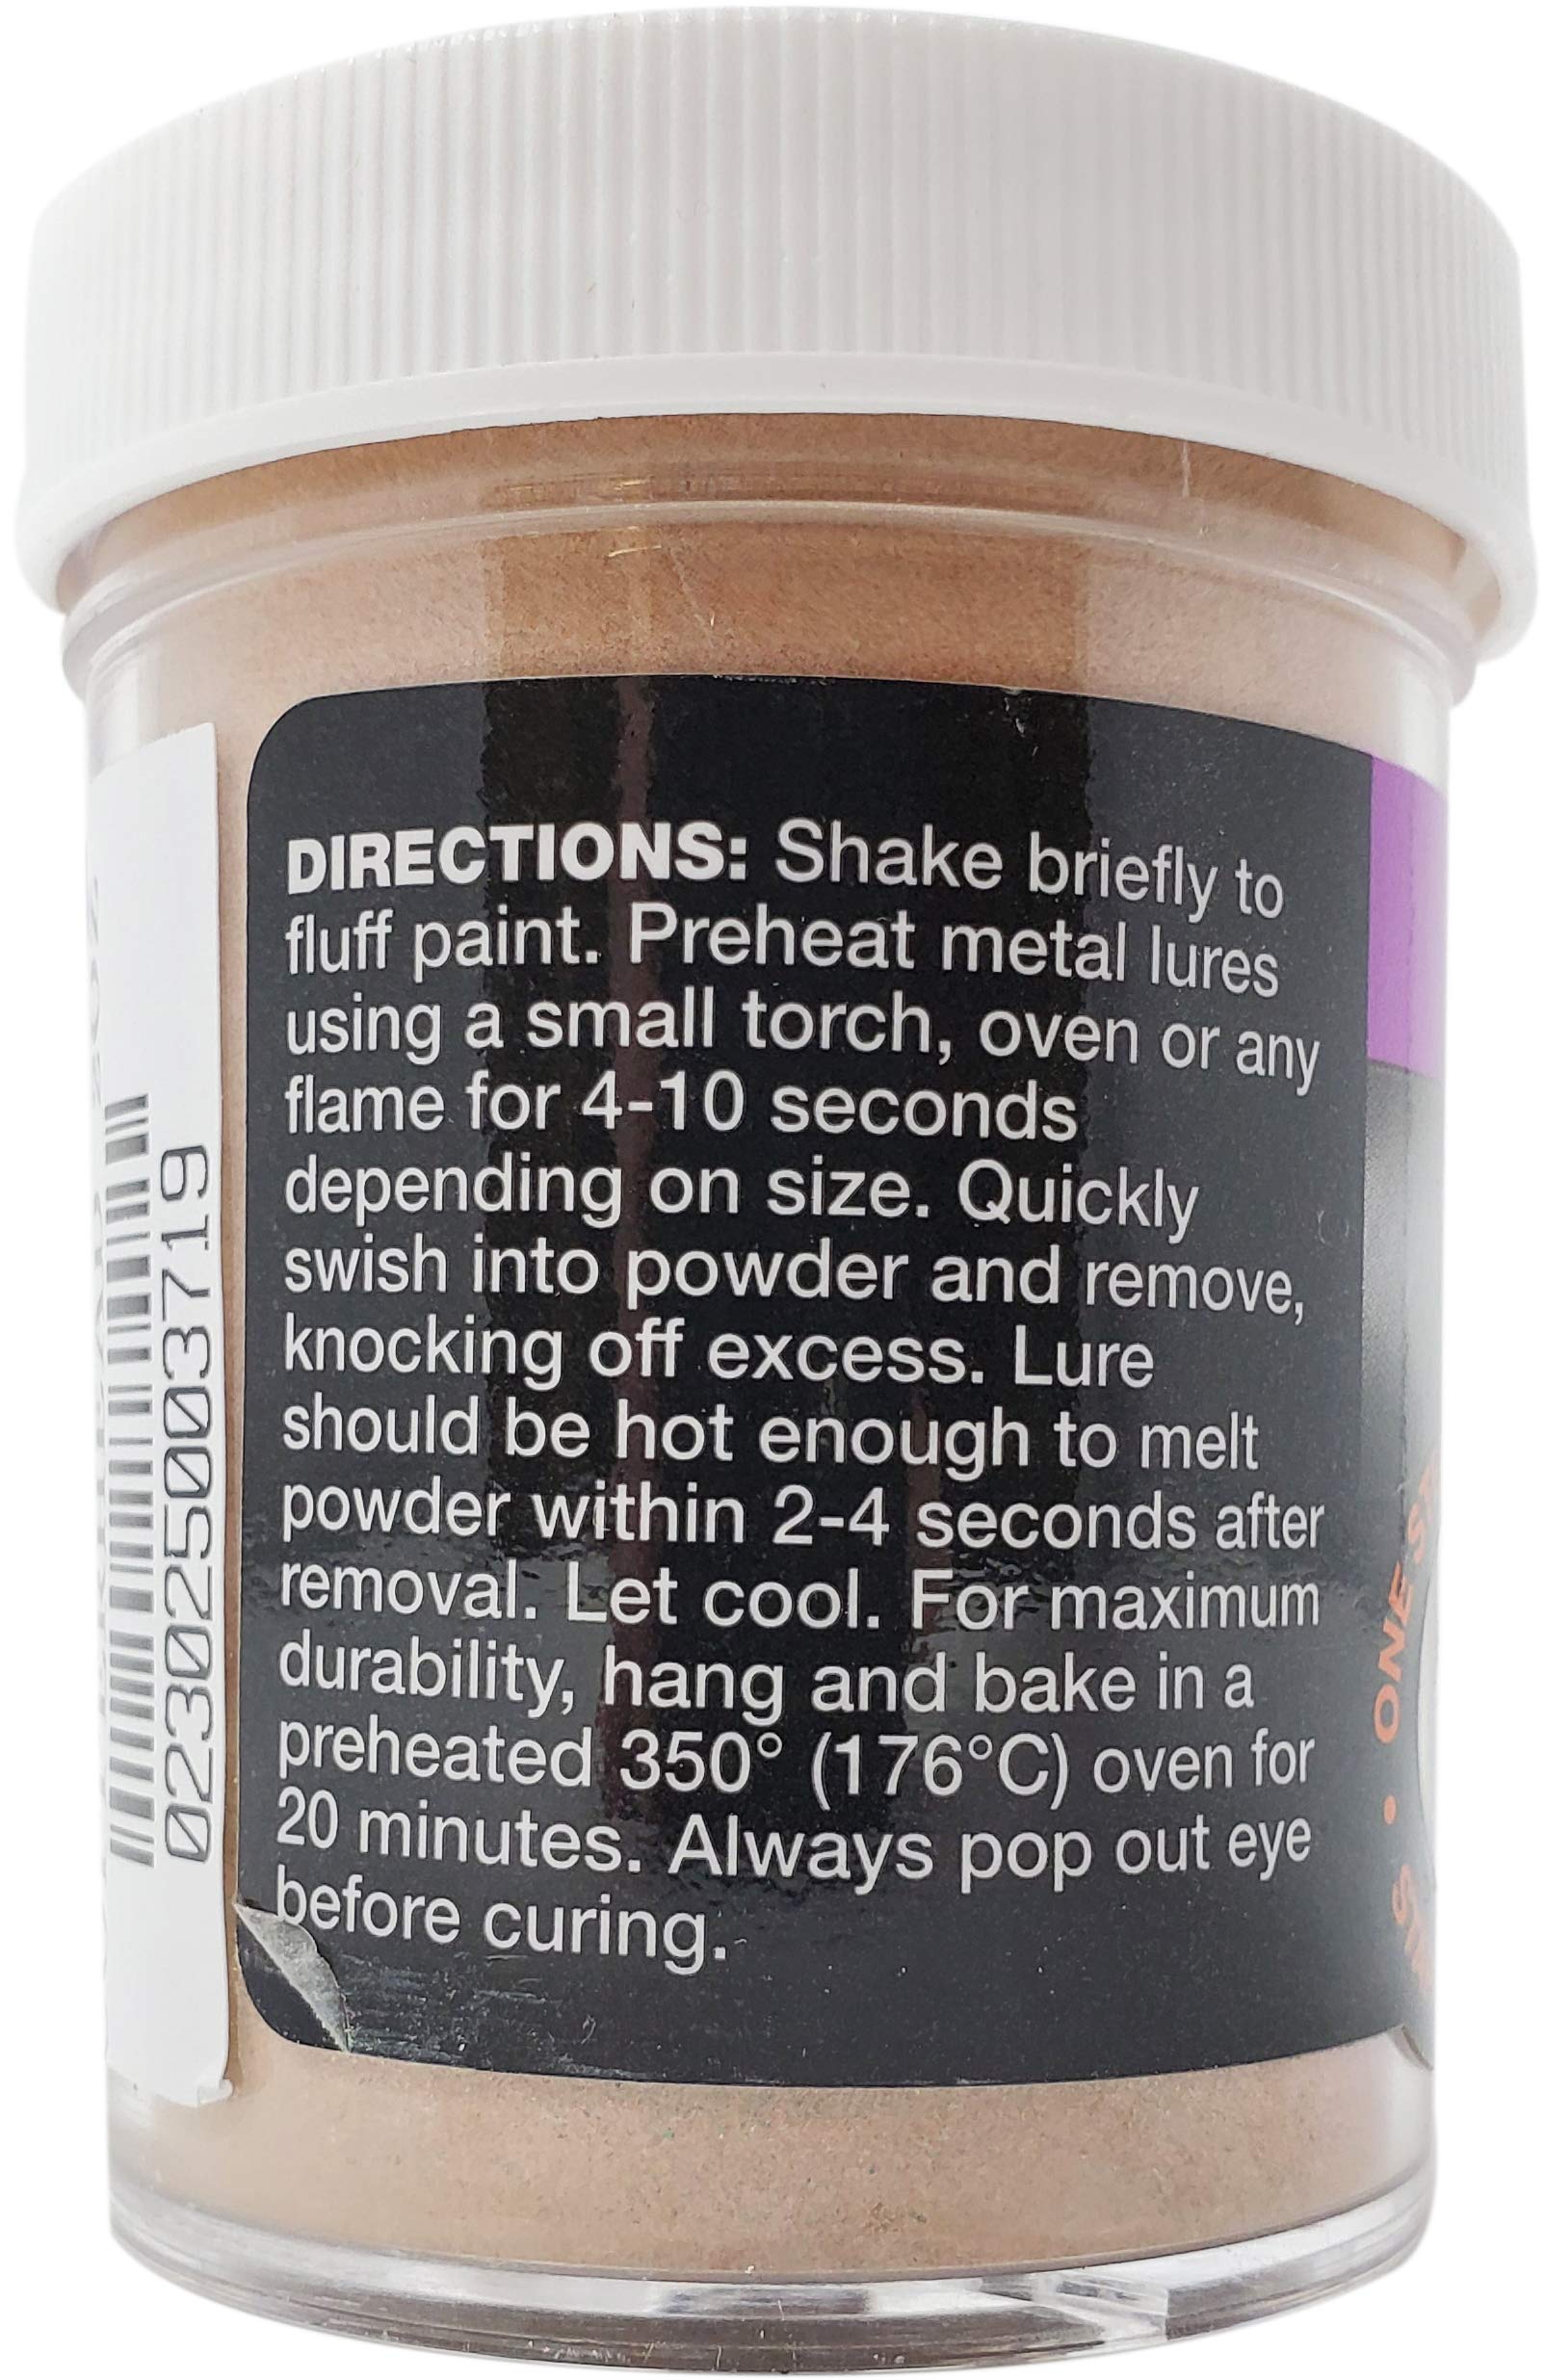 DIRECTIONS: Shake briefly to
fluff paint. Preheat metal lures
using a small torch, oven or any
flame for 4-10 seconds
depending on size. Quickly
swish into powder and remove,
knocking off excess. Lure
should be hot enough to melt
powder within 2-4 seconds after
removal. Let cool. For maximum
durability, hang and bake in a
preheated 350° (176°C) oven for
20 minutes. Always pop out eye
before curing.
023025003719
• ONE